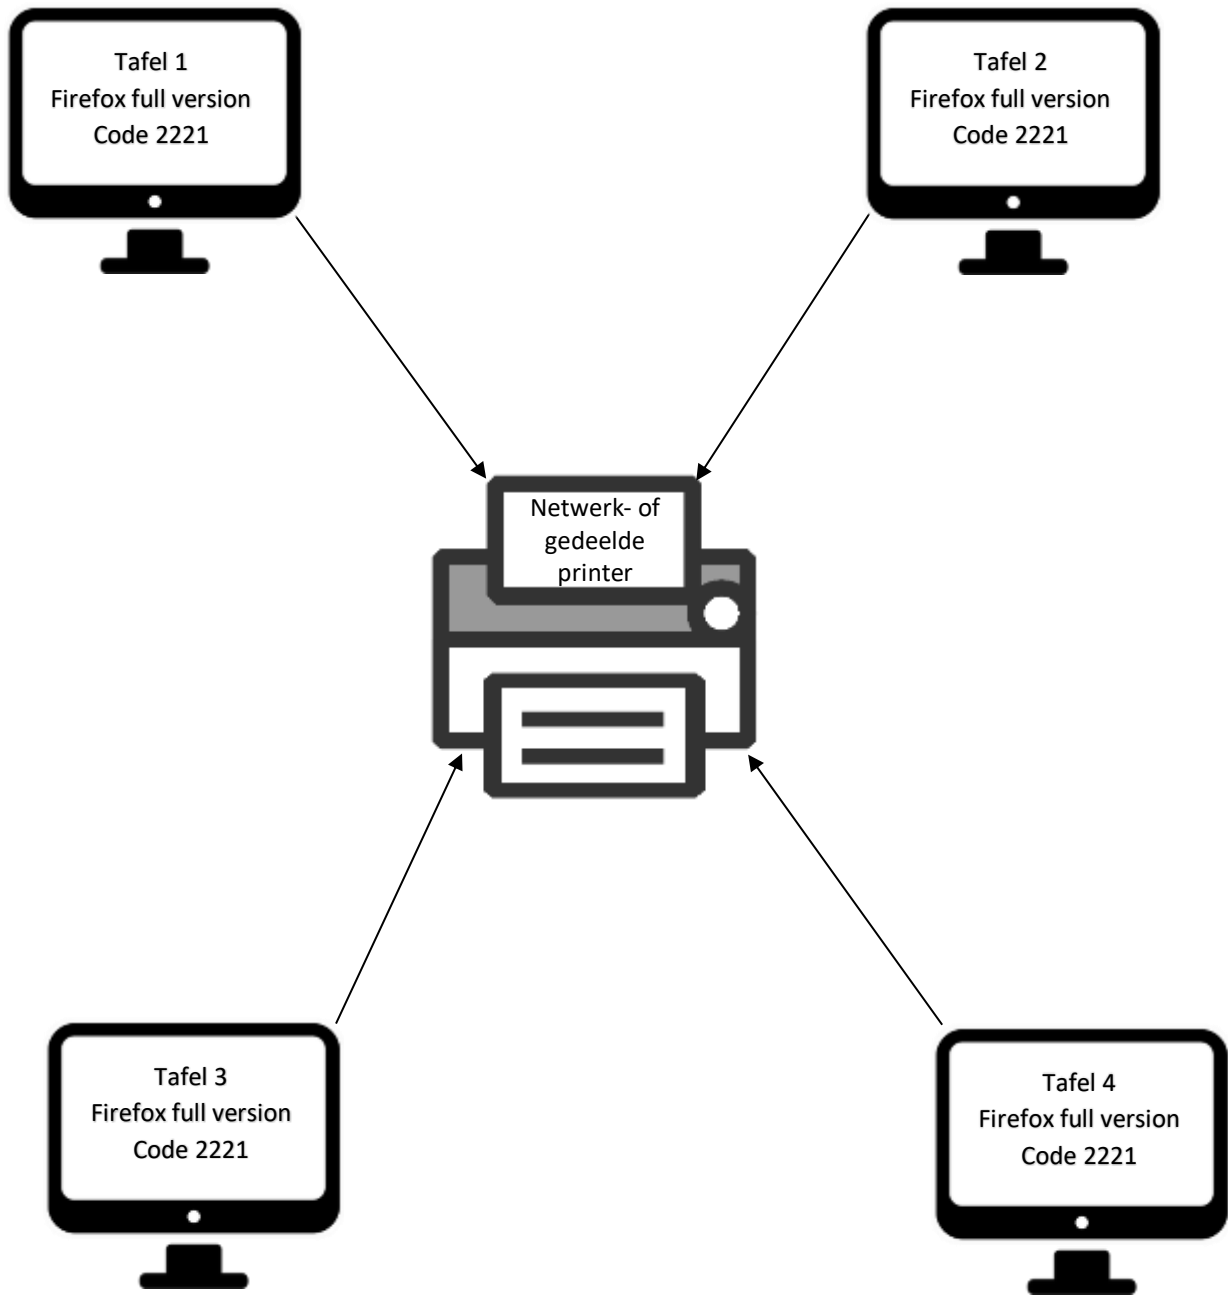 Tafel 1
Firefox full version
Code 2221
Tafel 2
Firefox full version
Code 2221
Netwerk- of
gedeelde
printer
Tafel 3
Firefox full version
Code 2221
Tafel 4
Firefox full version
Code 2221